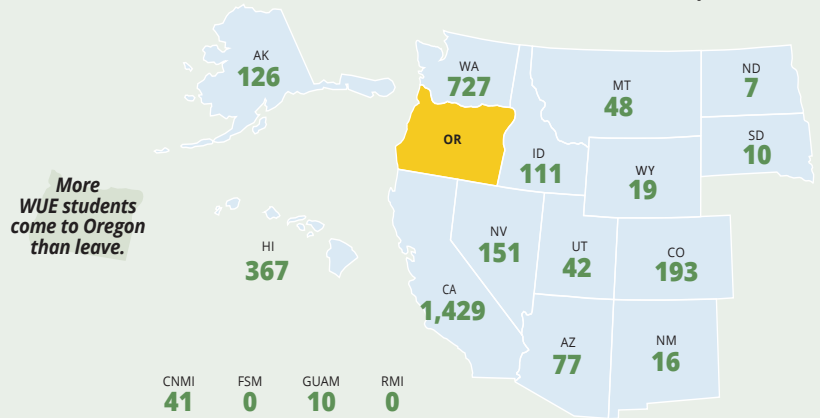 AK
126
WA
727
MT
48
ND
7
OR
SD
10
ID
111
WY
19
More
WUE students
come to Oregon
than leave.
HI
367
NV
151
UT
42
CO
193
CA
1,429
AZ
77
NM
16
CNMI FSM GUAM RMI
41 0 10 0